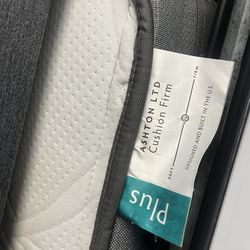 ASHTON LTD
Cushion Firm
SOFT
FIRM
DESIGNED AND BUILT IN THE U.S.
Plus